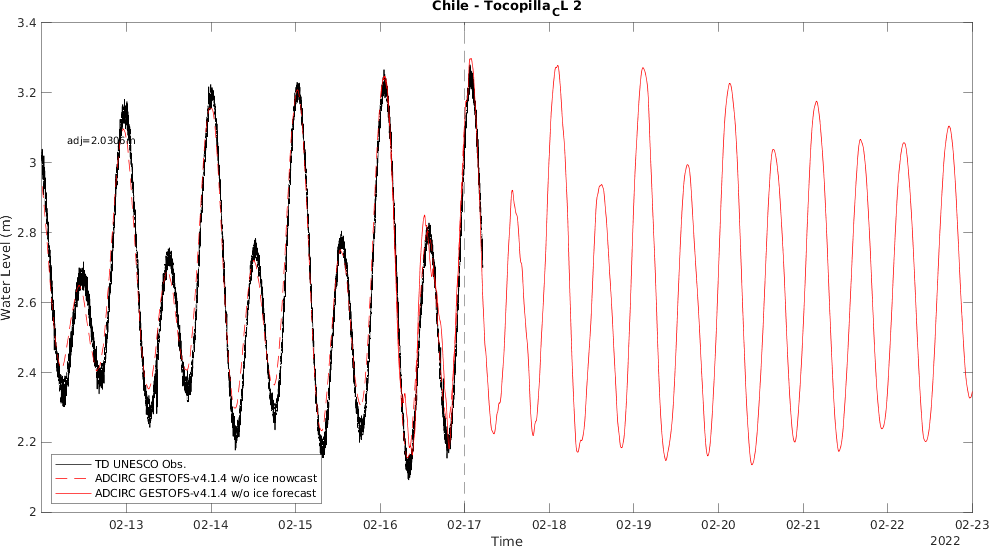 Chile - Tocopilla_CL 2
3.4
3.2
3
2.8
2.6
2.4
2.2
2
Water Level (m)
adj=2.0306m
TD UNESCO Obs.
ADCIRC GESTOFS-v4.1.4 w/o ice nowcast
ADCIRC GESTOFS-v4.1.4 w/o ice forecast
02-13
02-14
02-15
02-16
02-17
02-18
02-19
02-20
02-21
02-22
02-23
Time
2022